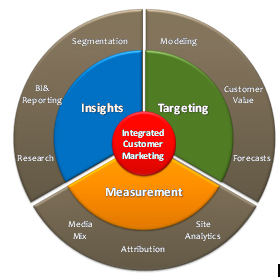 Segmentation
Modeling
BI&
Reporting
Customer
Value
Insights
Targeting
Integrated
Customer
Marketing
Research
Forecasts
Measurement
Media
Mix
Site
Analytics
Attribution